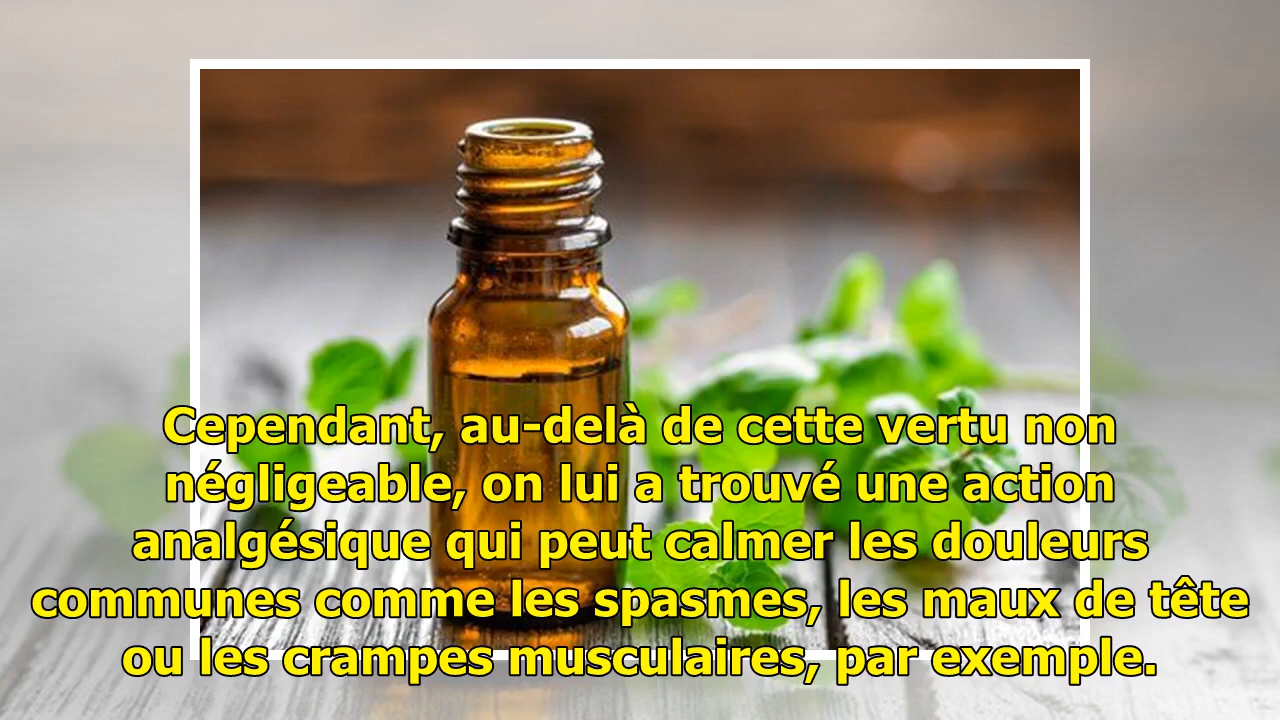 Cependant, au-delà de cette vertu non
négligeable, on lui a trouvé une action
analgésique qui peut calmer les douleurs
communes comme les spasmes, les maux de tête
ou les crampes musculaires, par exemple.